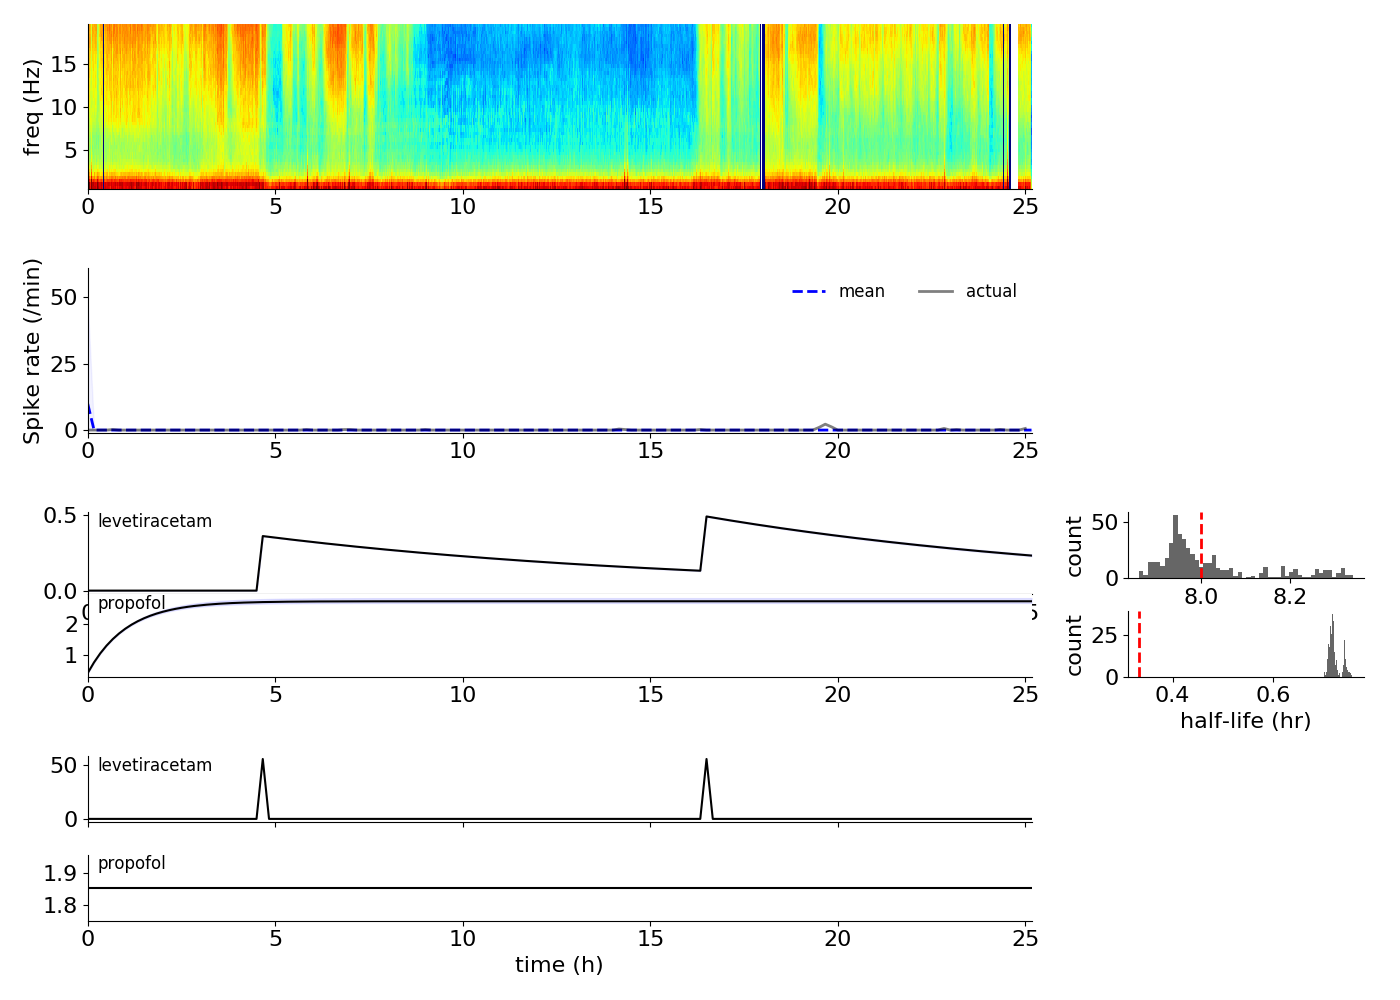 freq (Hz)
15
10
5
0 5 10 15 20 25
Spike rate (/min)
50
25
0
mean actual
0 5 10 15 20 25
levetiracetam
0.5
0.0
propofol
2
1
0 5 10 15 20 25
count
50
0
8.0 8.2
count
25
0
0.4 0.6
half-life (hr)
levetiracetam
50
0
propofol
1.9
1.8
0 5 10 15 20 25
time (h)